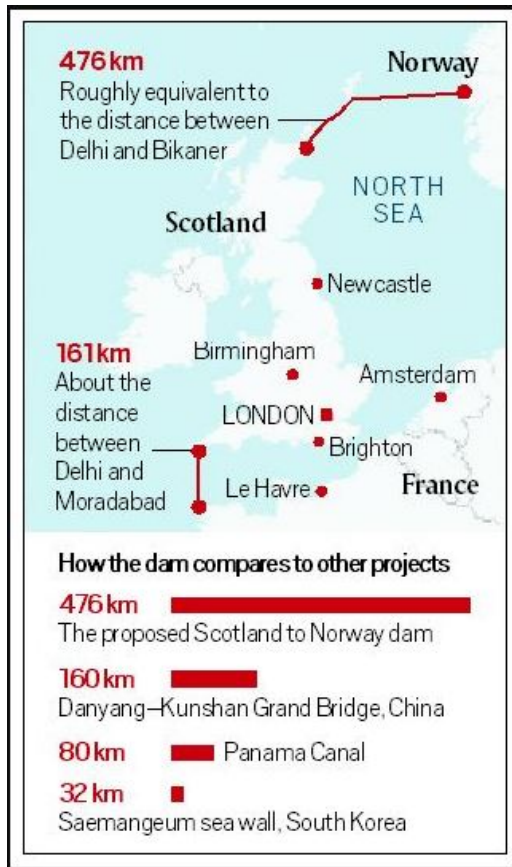 476 km
Roughly equivalent to
the distance between
Delhi and Bikaner
Norway
NORTH
SEA
Scotland
Newcastle
161 km
About the
distance
between
Delhi and
Moradabad
Birmingham
Amsterdam
LONDON
Brighton
Le Havre
France
How the dam compares to other projects
476 km
The proposed Scotland to Norway dam
160 km
Danyang–Kunshan Grand Bridge, China
80 km Panama Canal
32 km
Saemangeum sea wall, South Korea